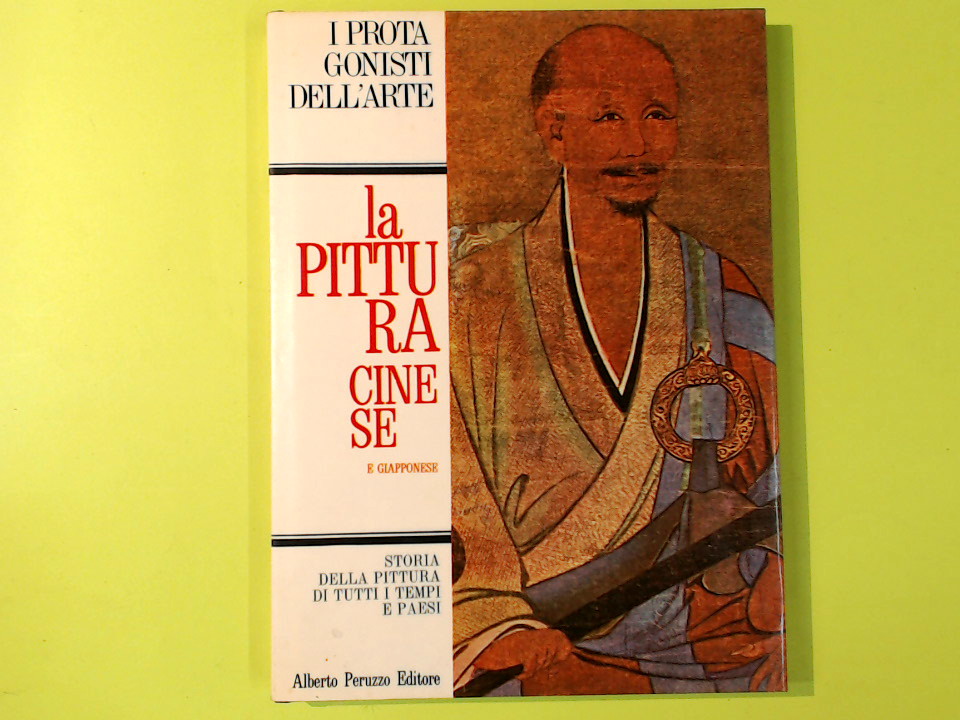 I PROTA
GONISTI
DELL'ARTE
la
PITTU
RA
CINE
SE
E GIAPPONESE
STORIA
DELLA PITTURA
DI TUTTI I TEMPI
E PAESI
Alberto Peruzzo Editore